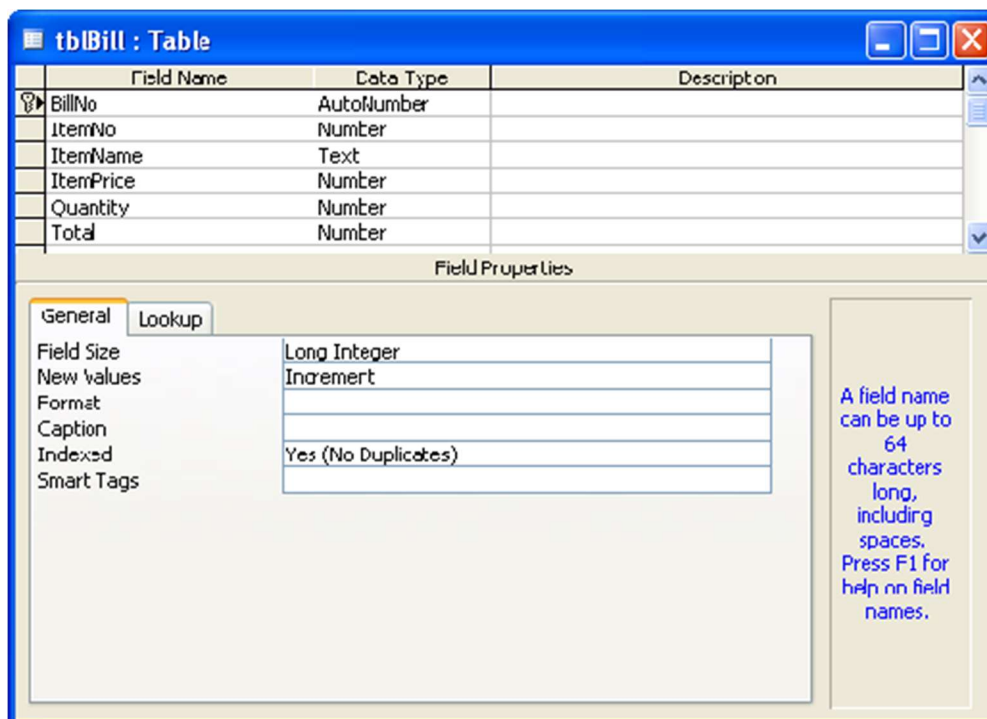 tblBill : Table
Field Name Data Type Description
BillNo AutoNumber
ItemNo Number
ItemName Text
ItemPrice Number
Quantity Number
Total Number
Field Properties
General Lookup
Field Size Long Integer
New Values Increment
Format
Caption
Indexed Yes (No Duplicates)
Smart Tags
A field name
can be up to
64
characters
long,
including
spaces.
Press F1 for
help on field
names.